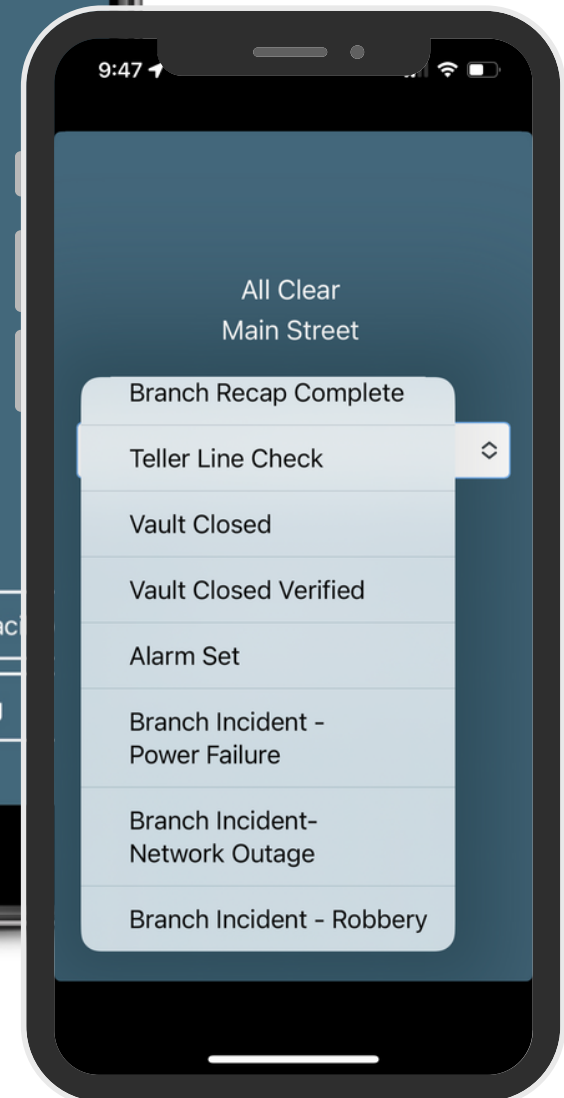 9:47
All Clear
Main Street
Branch Recap Complete
Teller Line Check
Vault Closed
Vault Closed Verified
Alarm Set
Branch Incident -
Power Failure
Branch Incident-
Network Outage
Branch Incident - Robbery